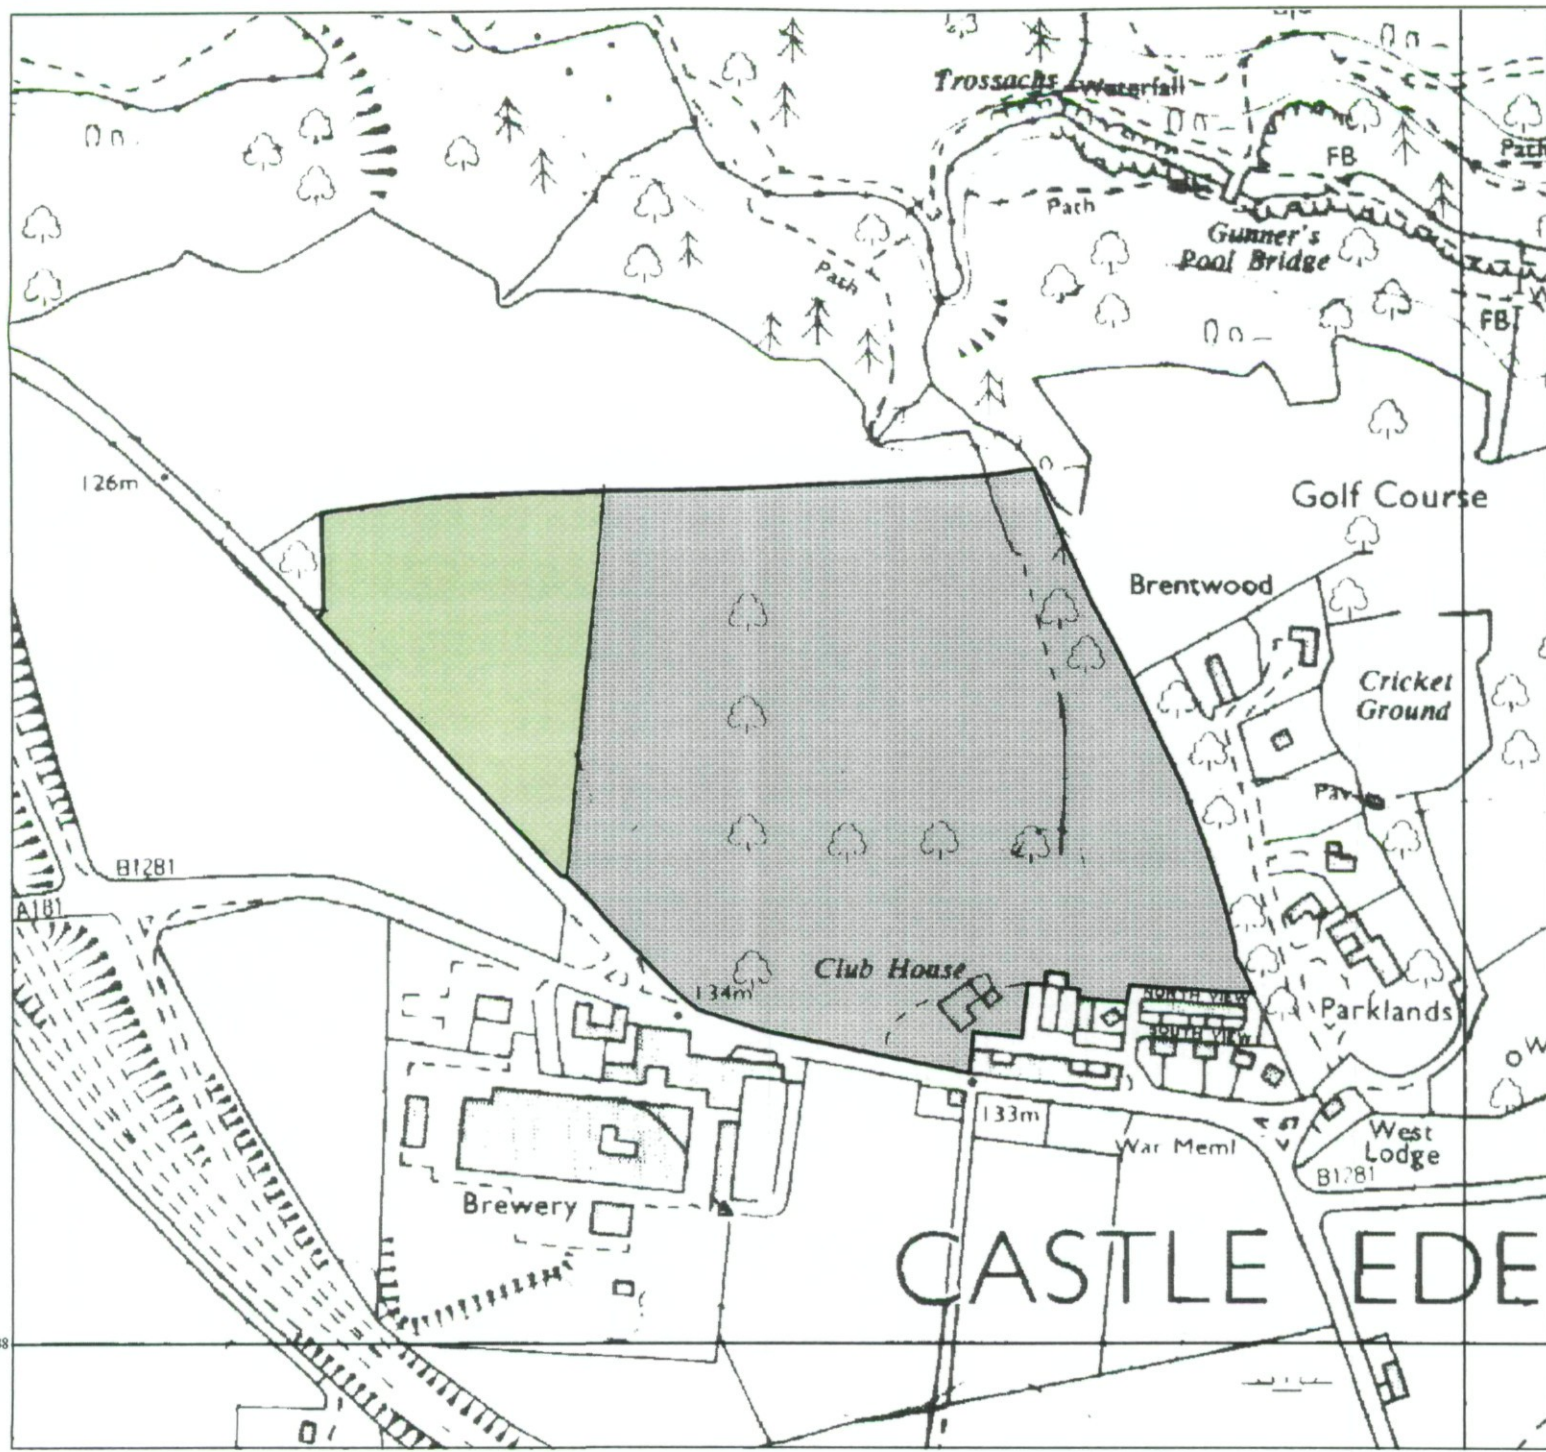 Trossachs
Waterfall
FB
Path
Path
Gunner's
Pool Bridge
Path
FB
126m
Golf Course
Brentwood
Cricket
Ground
Pav
B1281
A181
Club House
134m
NORTH VIEW
SOUTH VIEW
Parklands
W
133m
War Meml
West
Lodge
B1281
Brewery
CASTLE EDE